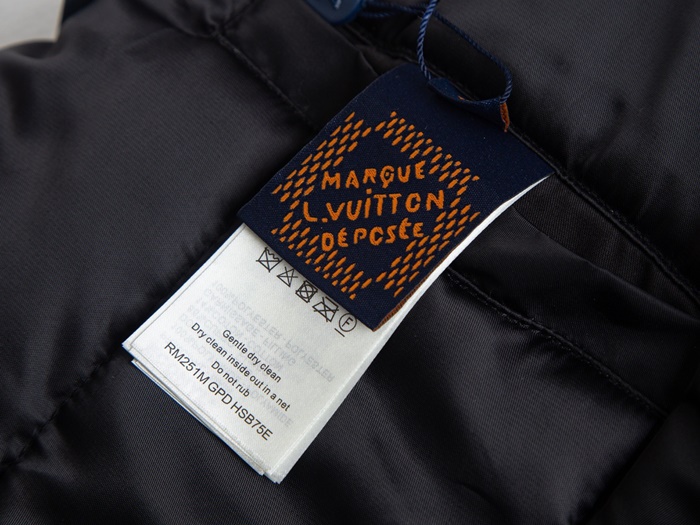 MARQUE
L.VUITTON
DÉPOSÉE
F
Gentle dry clean
Dry clean inside out in a net
Do not rub
RM251M GPD HSB75E